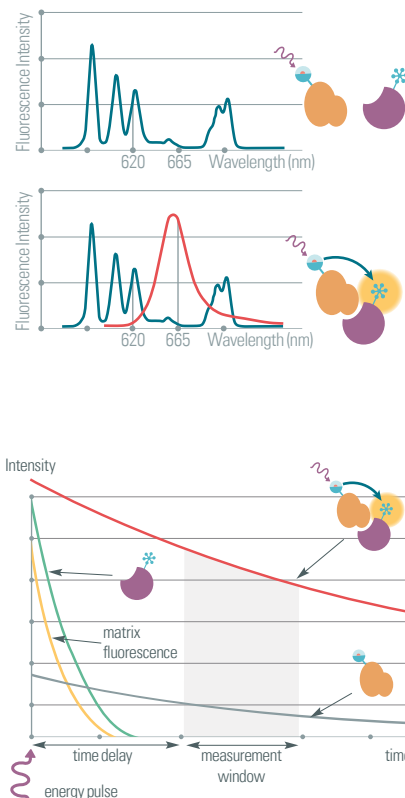 Fluorescence Intensity
620
665
Wavelength (nm)
Fluorescence Intensity
620
665
Wavelength (nm)
Intensity
matrix
fluorescence
time delay
measurement
window
energy pulse